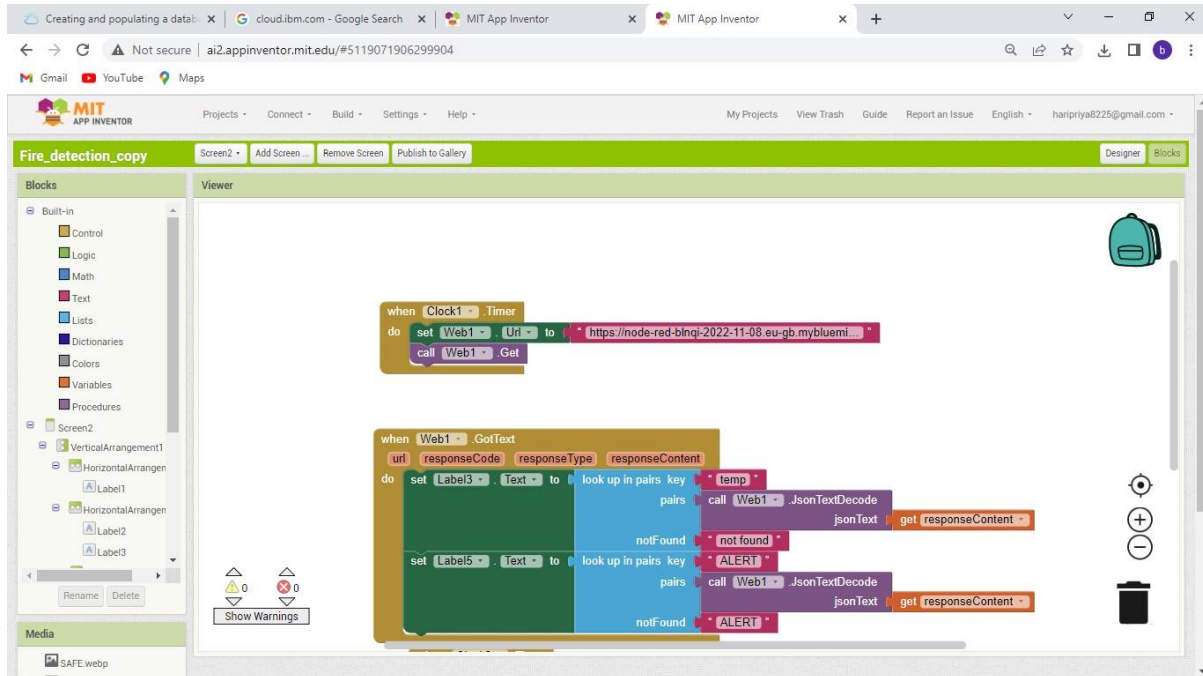 Creating and populating a datab
cloud.ibm.com - Google Search
MIT App Inventor
MIT App Inventor
Not secure | ai2.appinventor.mit.edu/#5119071906299904
b
Gmail YouTube Maps
MIT
APP INVENTOR
Projects Connect Build Settings Help
My Projects View Trash Guide Report an Issue English haripriya8225@gmail.com
Fire_detection_copy
Screen2 Add Screen ... Remove Screen Publish to Gallery
Designer Blocks
Blocks
Viewer
Built-in
Control
Logic
Math
Text
Lists
Dictionaries
Colors
Variables
Procedures
Screen2
VerticalArrangement1
HorizontalArrangen
Label1
HorizontalArrangen
Label2
Label3
Rename Delete
Media
SAFE.webp
when Clock1 .Timer
do set Web1 . Url to " https://node-red-blnqi-2022-11-08.eu-gb.mybluemi... "
call Web1 .Get
when Web1 .GotText
url responseCode responseType responseContent
do set Label3 . Text to look up in pairs key " temp "
pairs call Web1 .JsonTextDecode
jsonText get responseContent
notFound " not found "
set Label5 . Text to look up in pairs key " ALERT "
pairs call Web1 .JsonTextDecode
jsonText get responseContent
notFound " ALERT "
0 0
Show Warnings